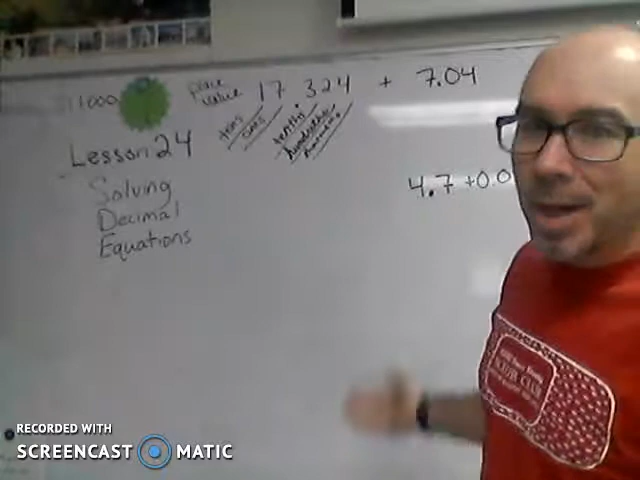 1000
place value 17.324 + 7.04
tens ones tenths hundredths
Lesson 24
4.7 + 0.0
Solving
Decimal
Equations
RECORDED WITH
SCREENCAST MATIC